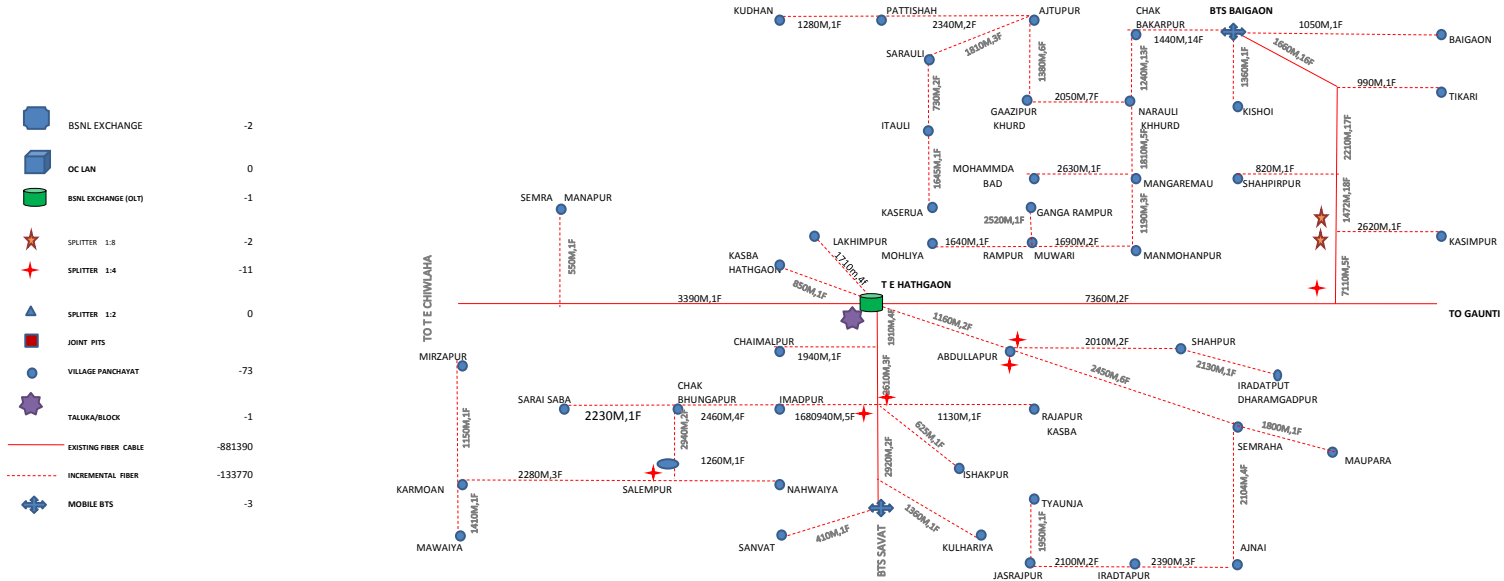 KUDHAN
PATTISHAH
AJTUPUR
CHAK
BAKARPUR
BTS BAIGAON
1280M,1F
2340M,2F
1440M,14F
1050M,1F
BAIGAON
SARAULI
1810M,3F
1380M,6F
1240M,13F
1360M,1F
1660M,16F
990M,1F
TIKARI
730M,2F
2050M,7F
GAAZIPUR
KHURD
NARAULI
KHHURD
KISHOI
BSNL EXCHANGE
-2
ITAULI
1810M,5F
2210M,17F
OC LAN
0
MOHAMMDA
BAD
2630M,1F
MANGAREMAU
820M,1F
SHAHPIRPUR
1645M,1F
BSNL EXCHANGE (OLT)
-1
SEMRA
MANAPUR
KASERUA
2520M,1F
GANGA RAMPUR
1190M,3F
1472M,18F
2620M,1F
KASIMPUR
SPLITTER 1:8
-2
LAKHIMPUR
MOHLIYA
1640M,1F
RAMPUR
MUWARI
1690M,2F
MANMOHANPUR
SPLITTER 1:4
-11
550M,1F
KASBA
HATHGAON
1710m,4f
850M,1F
T E HATHGAON
7110M,5F
TO T E CHIWLAHA
3390M,1F
7360M,2F
TO GAUNTI
SPLITTER 1:2
0
1910M,4F
1160M,2F
JOINT PITS
MIRZAPUR
CHAIMALPUR
1940M,1F
ABDULLAPUR
2010M,2F
SHAHPUR
VILLAGE PANCHAYAT
-73
2610M,3F
2450M,6F
2130M,1F
IRADATPUT
DHARAMGADPUR
TALUKA/BLOCK
-1
SARAI SABA
CHAK
BHUNGAPUR
IMADPUR
2230M,1F
2460M,4F
1680940M,5F
1130M,1F
RAJAPUR
KASBA
EXISTING FIBER CABLE
-881390
1150M,1F
2940M,2F
625M,1F
1800M,1F
SEMRAHA
MAUPARA
INCREMENTAL FIBER
-133770
2280M,3F
1260M,1F
2920M,2F
ISHAKPUR
2104M,4F
KARMOAN
SALEMPUR
NAHWAIYA
MOBILE BTS
-3
1410M,1F
TYAUNJA
MAWAIYA
SANVAT
410M,1F
BTS SAVAT
1360M,1F
KULHARIYA
1950M,1F
AJNAI
2100M,2F
2390M,3F
JASRAJPUR
IRADTAPUR